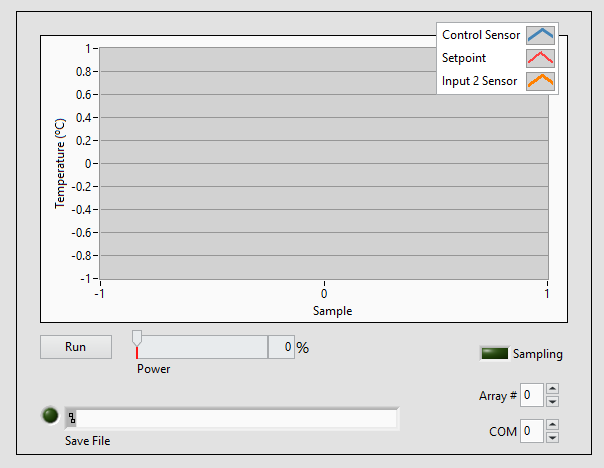 Control Sensor
Setpoint
Input 2 Sensor
1
0.8
0.6
0.4
0.2
0
-0.2
-0.4
-0.6
-0.8
-1
Temperature (ºC)
-1 0 1
Sample
Run
0 %
Power
Sampling
Array # 0
COM 0
Save File